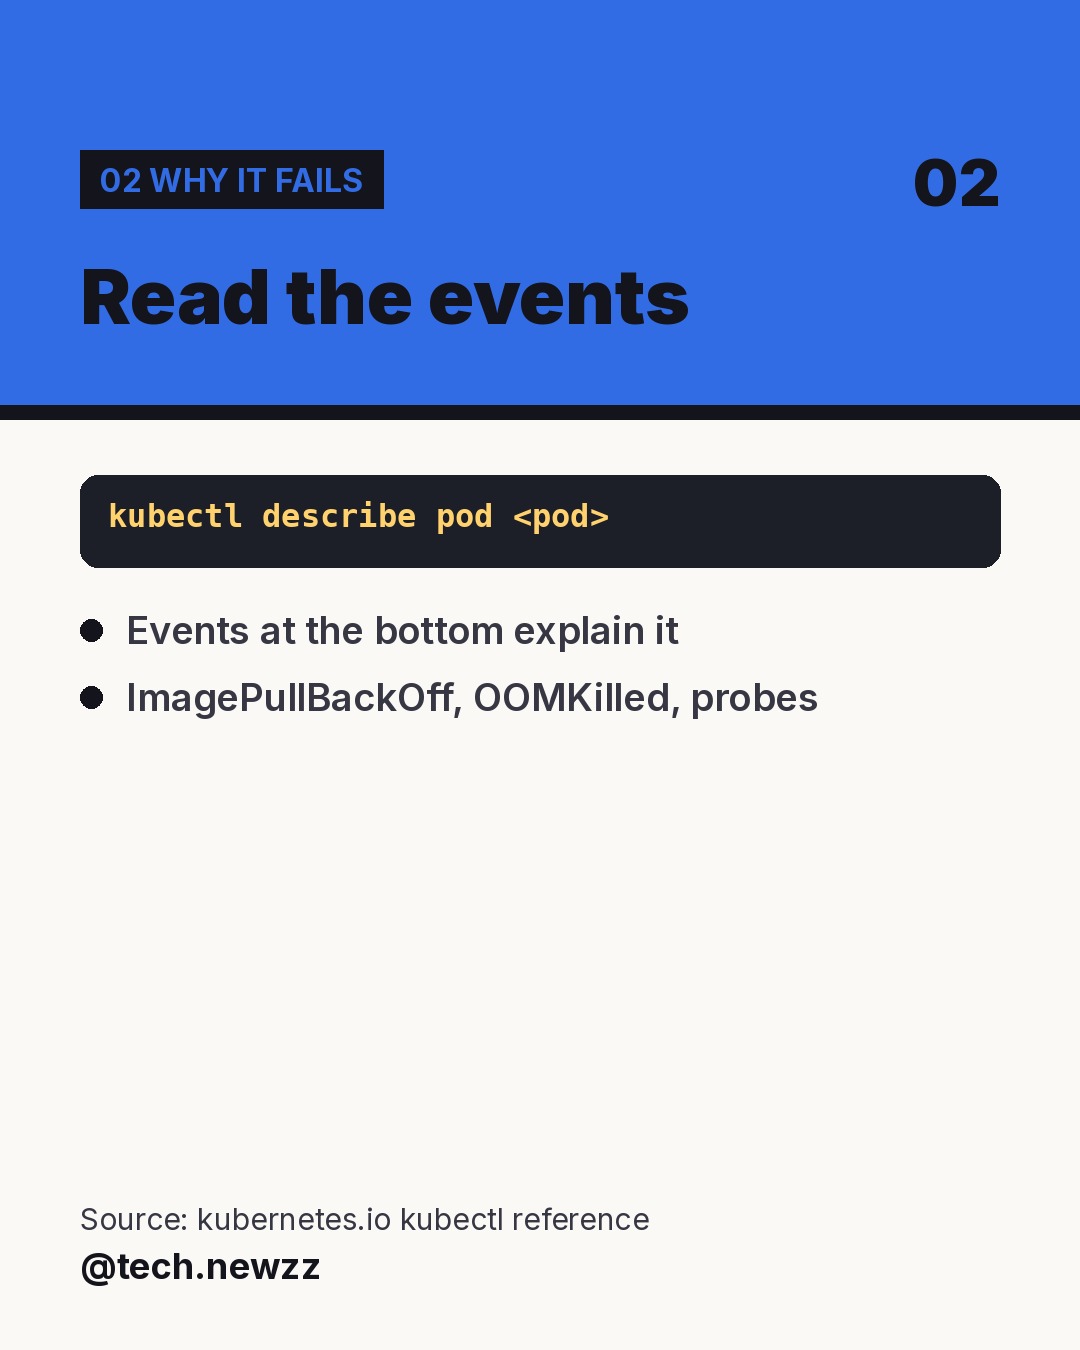 02 WHY IT FAILS
02
Read the events
kubectl describe pod <pod>
Events at the bottom explain it
ImagePullBackOff, OOMKilled, probes
Source: kubernetes.io kubectl reference
@tech.newzz